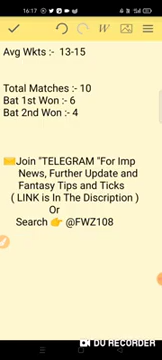 16:17
Avg Wkts :-  13-15
Total Matches :- 10
Bat 1st Won :- 6
Bat 2nd Won :- 4
✉️Join "TELEGRAM "For Imp
News, Further Update and
Fantasy Tips and Ticks
( LINK is In The Discription )
Or
Search 👉 @FWZ108
DU RECORDER